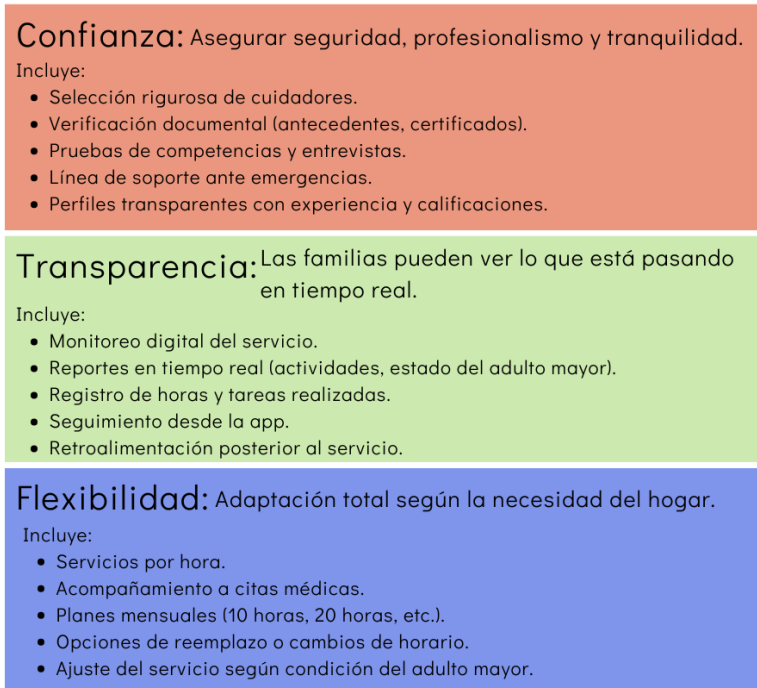 Confianza: Asegurar seguridad, profesionalismo y tranquilidad.
Incluye:
• Selección rigurosa de cuidadores.
• Verificación documental (antecedentes, certificados).
• Pruebas de competencias y entrevistas.
• Línea de soporte ante emergencias.
• Perfiles transparentes con experiencia y calificaciones.
Transparencia: Las familias pueden ver lo que está pasando
en tiempo real.
Incluye:
• Monitoreo digital del servicio.
• Reportes en tiempo real (actividades, estado del adulto mayor).
• Registro de horas y tareas realizadas.
• Seguimiento desde la app.
• Retroalimentación posterior al servicio.
Flexibilidad: Adaptación total según la necesidad del hogar.
Incluye:
• Servicios por hora.
• Acompañamiento a citas médicas.
• Planes mensuales (10 horas, 20 horas, etc.).
• Opciones de reemplazo o cambios de horario.
• Ajuste del servicio según condición del adulto mayor.